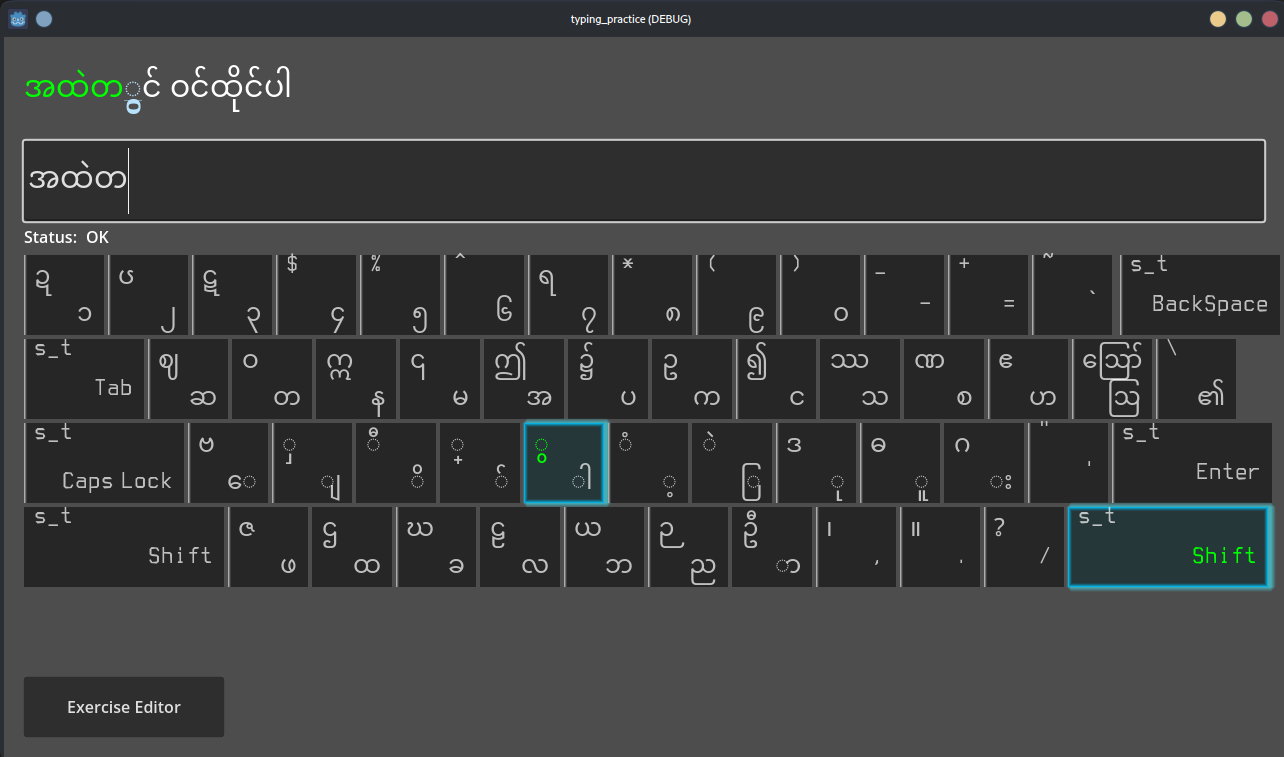 typing_practice (DEBUG)
အထဲတွင် ဝင်ထိုင်ပါ
အထဲတ
Status: OK
ဍ ၁ ဎ ၂ ဋ ၃ $ ၄ % ၅ ^ ၆ ရ ၇ * ၈ ( ၉ ) ၀ _ - + = ~ ` s_t BackSpace
s_t Tab ဈ ဆ ဝ တ ဣ န ၎ မ ဤ အ ၌ ပ ဥ က ၍ င ဿ သ ဏ စ ဧ ဟ ဪ ဩ \ ၏
s_t Caps Lock ဗ ေ ှ ျ ီ ိ ္ ် ွ ါ ံ ့ ဲ ြ ဒ ု ဓ ူ ဂ း " ' s_t Enter
s_t Shift ဇ ဖ ဌ ထ ဃ ခ ဠ လ ယ ဘ ဉ ည ဦ ာ ၊ , ။ . ? / s_t Shift
Exercise Editor